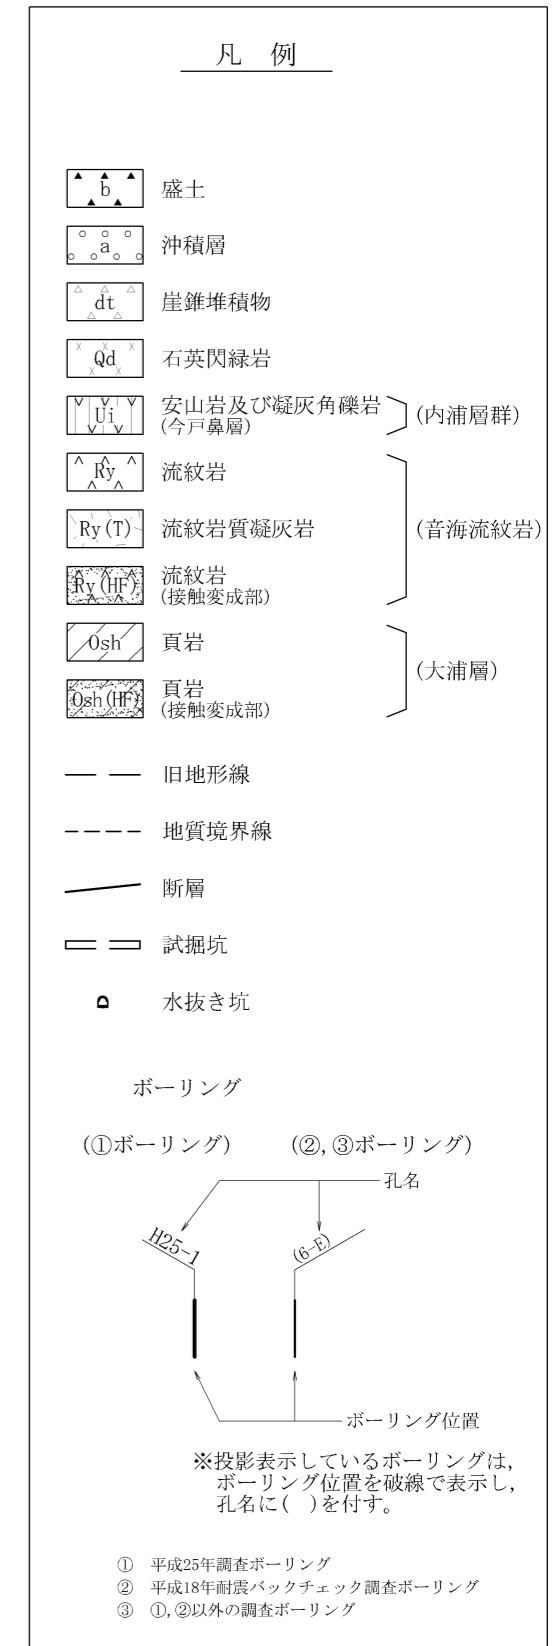 凡 例
b 盛土
a 沖積層
dt 崖錐堆積物
Qd 石英閃緑岩
Ui 安山岩及び凝灰角礫岩 (内浦層群)
(今戸鼻層)
Ry 流紋岩
Ry(T) 流紋岩質凝灰岩 (音海流紋岩)
Ry(HF) 流紋岩
(接触変成部)
Osh 頁岩
(大浦層)
Osh(HF) 頁岩
(接触変成部)
旧地形線
地質境界線
断層
試掘坑
水抜き坑
ボーリング
(①ボーリング) (②,③ボーリング)
孔名
H25-1 (6-E)
ボーリング位置
※投影表示しているボーリングは,
ボーリング位置を破線で表示し,
孔名に( )を付す。
① 平成25年調査ボーリング
② 平成18年耐震バックチェック調査ボーリング
③ ①,②以外の調査ボーリング